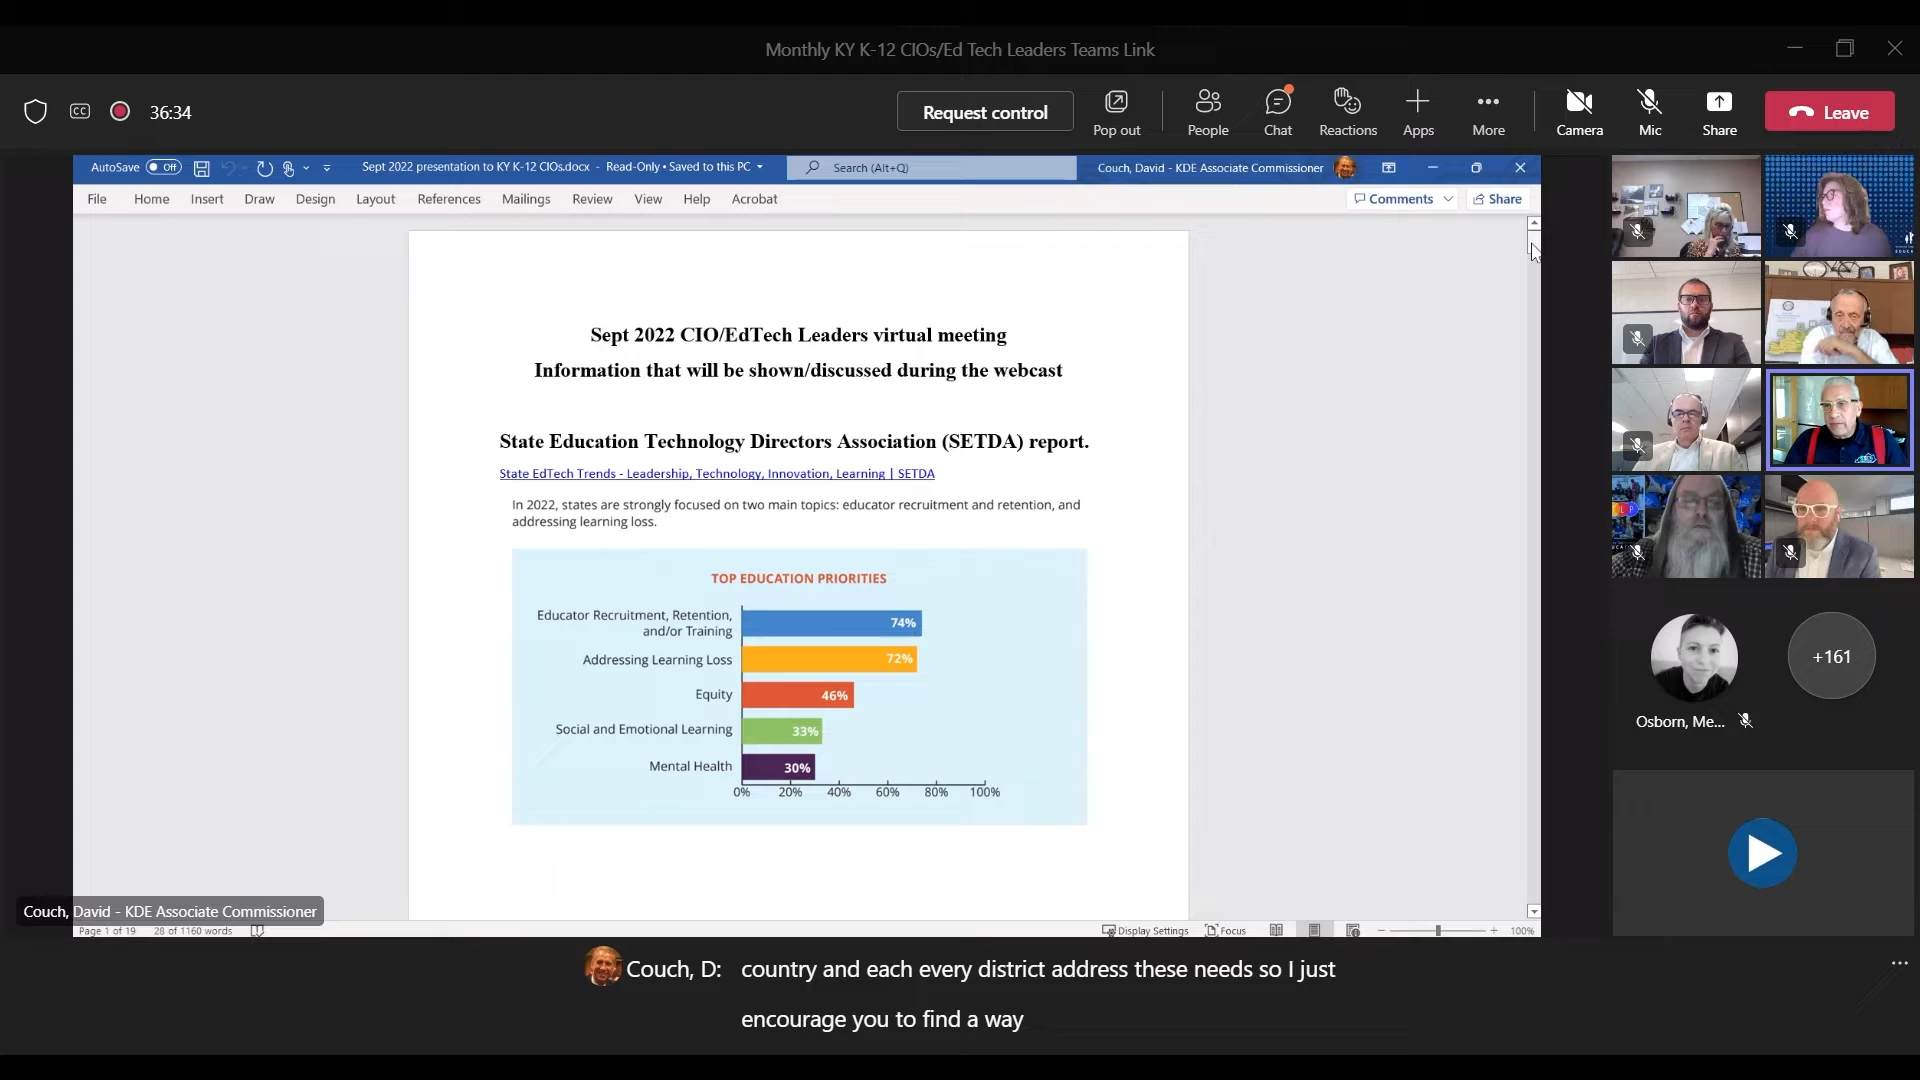 Monthly KY K-12 CIOs/Ed Tech Leaders Teams Link
CC
36:34
Request control
Pop out
People
Chat
Reactions
Apps
More
Camera
Mic
Share
Leave
AutoSave Off
Sept 2022 presentation to KY K-12 CIOs.docx - Read-Only • Saved to this PC
Search (Alt+Q)
Couch, David - KDE Associate Commissioner
File Home Insert Draw Design Layout References Mailings Review View Help Acrobat
Comments
Share
Sept 2022 CIO/EdTech Leaders virtual meeting
Information that will be shown/discussed during the webcast
State Education Technology Directors Association (SETDA) report.
State EdTech Trends - Leadership, Technology, Innovation, Learning | SETDA
In 2022, states are strongly focused on two main topics: educator recruitment and retention, and
addressing learning loss.
TOP EDUCATION PRIORITIES
Educator Recruitment, Retention,
and/or Training
74%
Addressing Learning Loss
72%
Equity
46%
Social and Emotional Learning
33%
Mental Health
30%
0% 20% 40% 60% 80% 100%
+161
Osborn, Me...
Couch, David - KDE Associate Commissioner
Page 1 of 19
28 of 1160 words
Display Settings
Focus
100%
Couch, D: country and each every district address these needs so I just
encourage you to find a way